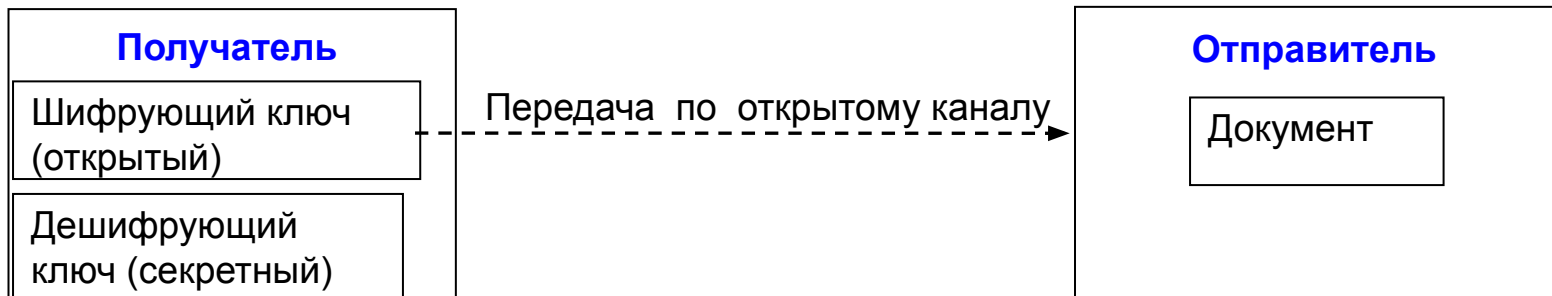 Получатель
Шифрующий ключ
(открытый)
Дешифрующий
ключ (секретный)
Передача по открытому каналу
Отправитель
Документ